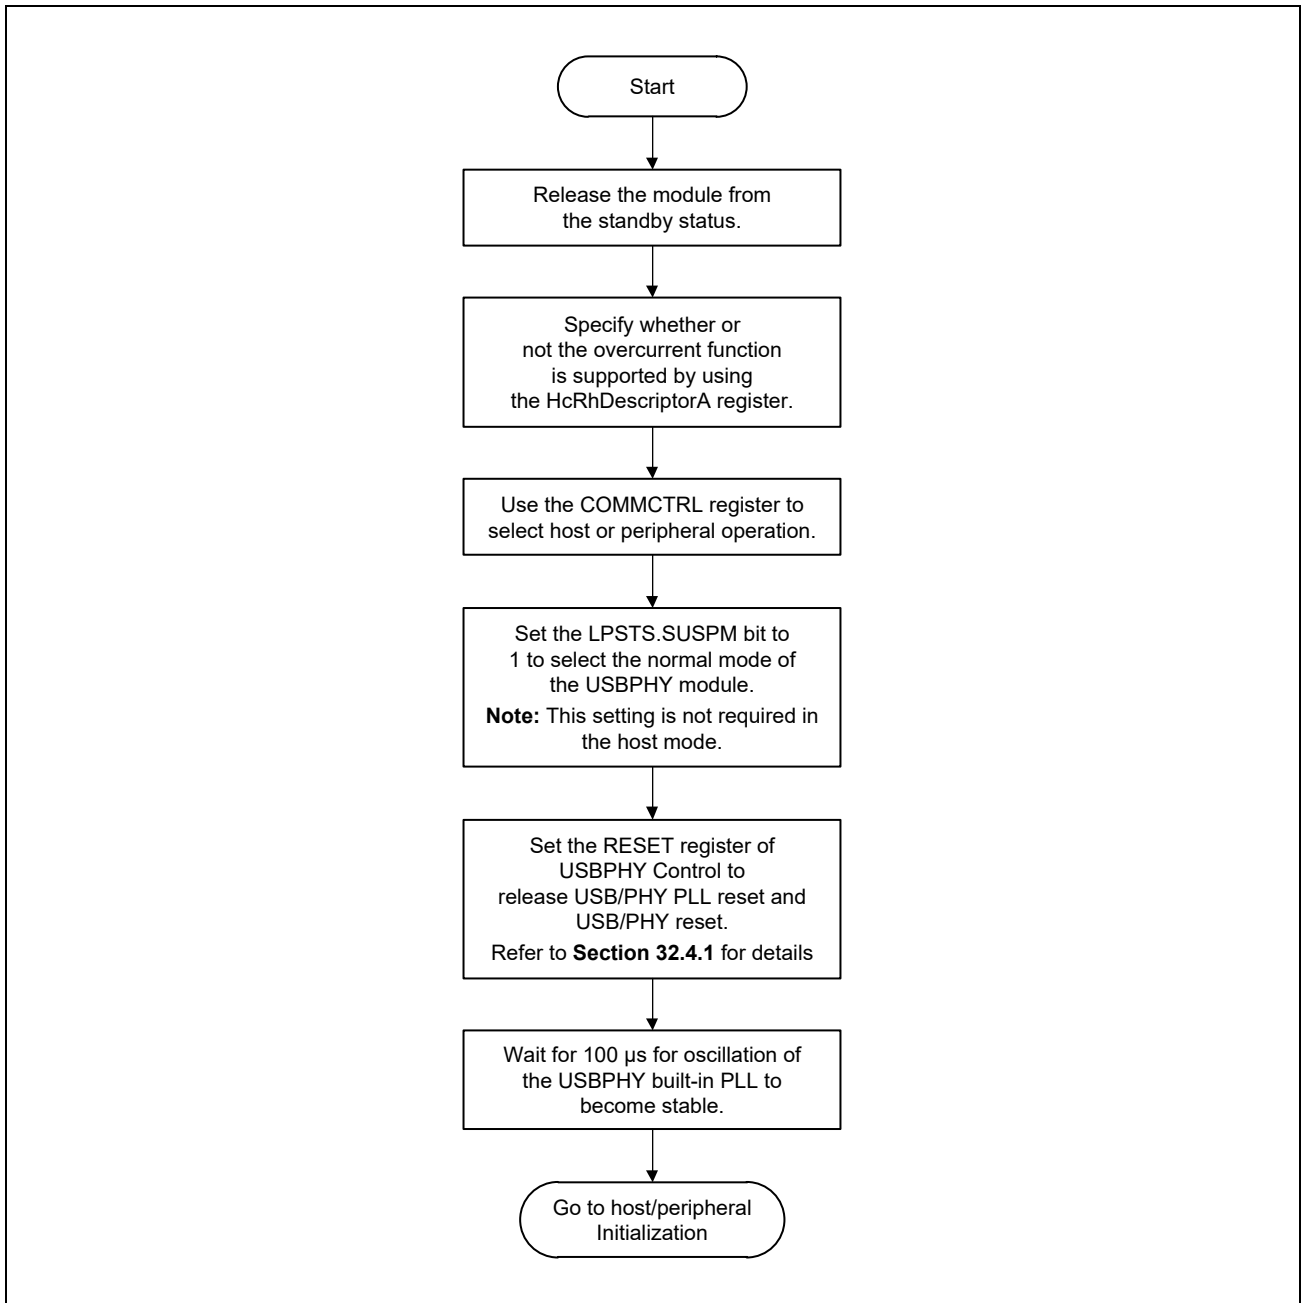 Start
Release the module from
the standby status.
Specify whether or
not the overcurrent function
is supported by using
the HcRhDescriptorA register.
Use the COMMCTRL register to
select host or peripheral operation.
Set the LPSTS.SUSPM bit to
1 to select the normal mode of
the USBPHY module.
Note: This setting is not required in
the host mode.
Set the RESET register of
USBPHY Control to
release USB/PHY PLL reset and
USB/PHY reset.
Refer to Section 32.4.1 for details
Wait for 100 µs for oscillation of
the USBPHY built-in PLL to
become stable.
Go to host/peripheral
Initialization